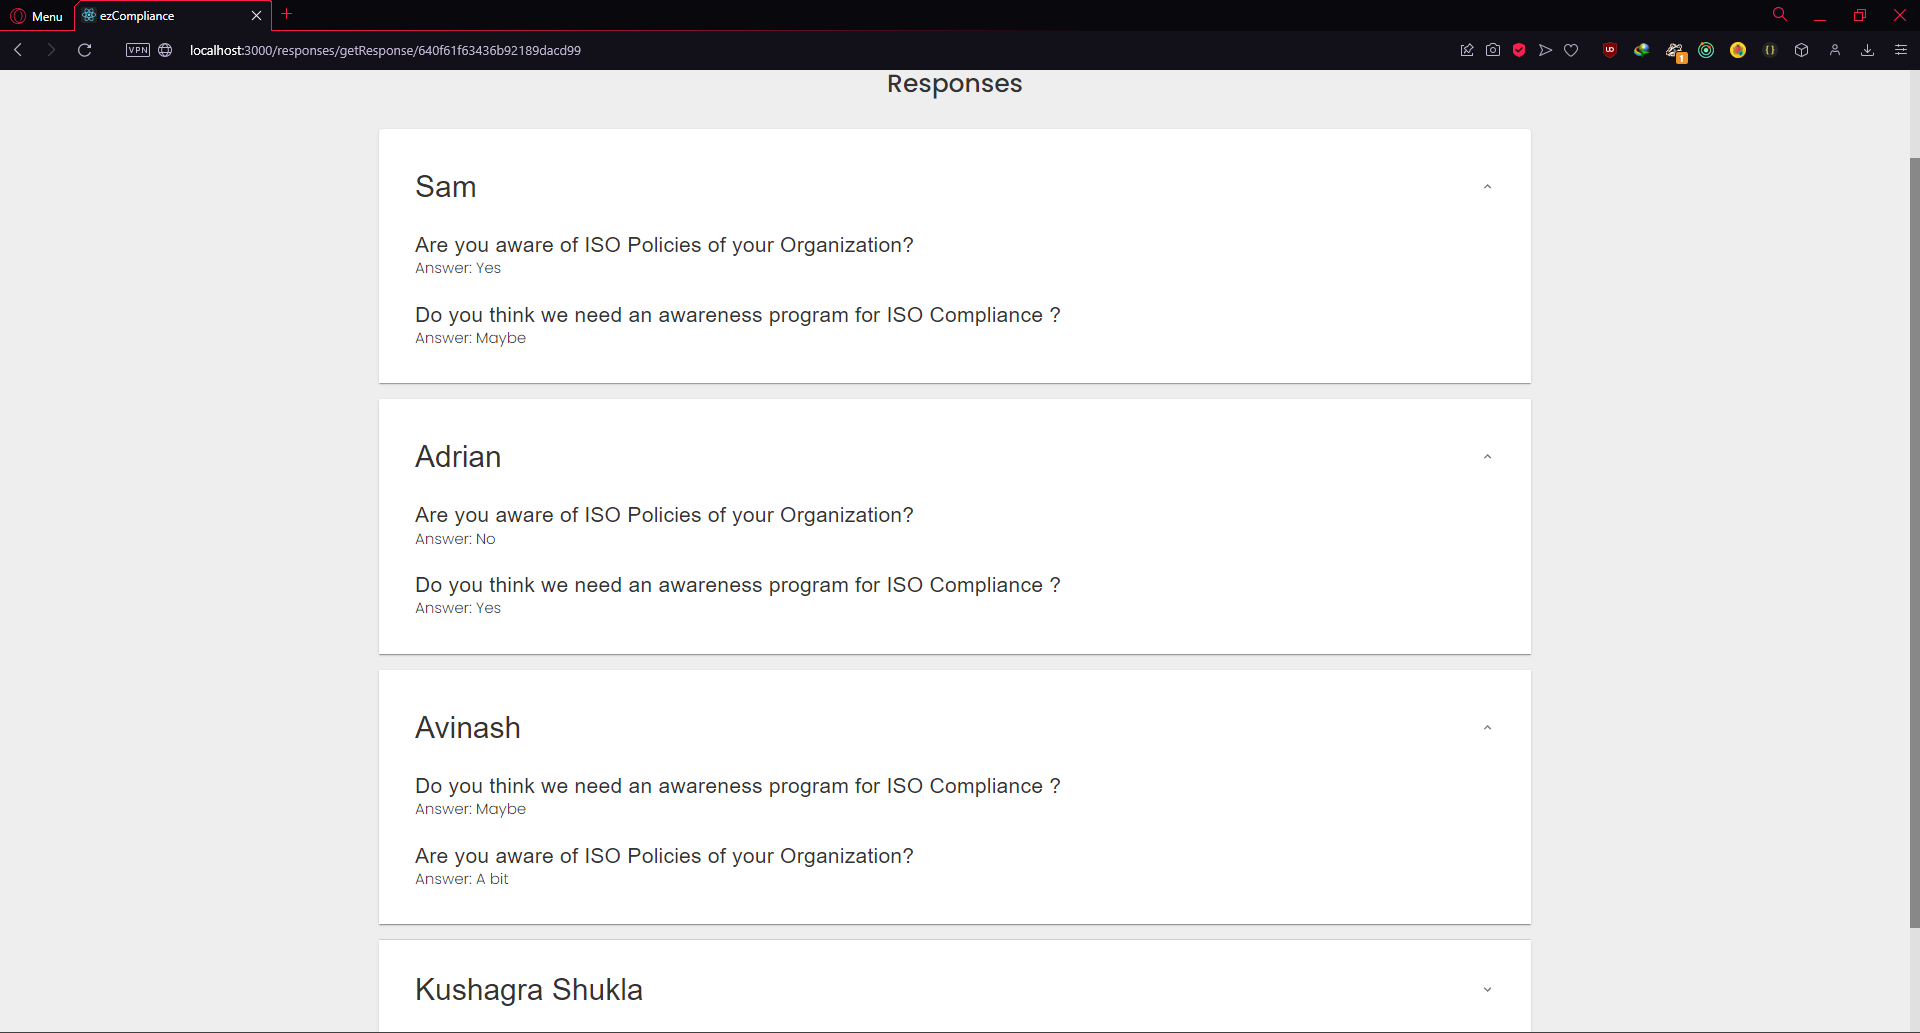 Menu
ezCompliance
VPN
localhost:3000/responses/getResponse/640f61f63436b92189dacd99
1
Responses
Sam
Are you aware of ISO Policies of your Organization?
Answer: Yes
Do you think we need an awareness program for ISO Compliance ?
Answer: Maybe
Adrian
Are you aware of ISO Policies of your Organization?
Answer: No
Do you think we need an awareness program for ISO Compliance ?
Answer: Yes
Avinash
Do you think we need an awareness program for ISO Compliance ?
Answer: Maybe
Are you aware of ISO Policies of your Organization?
Answer: A bit
Kushagra Shukla